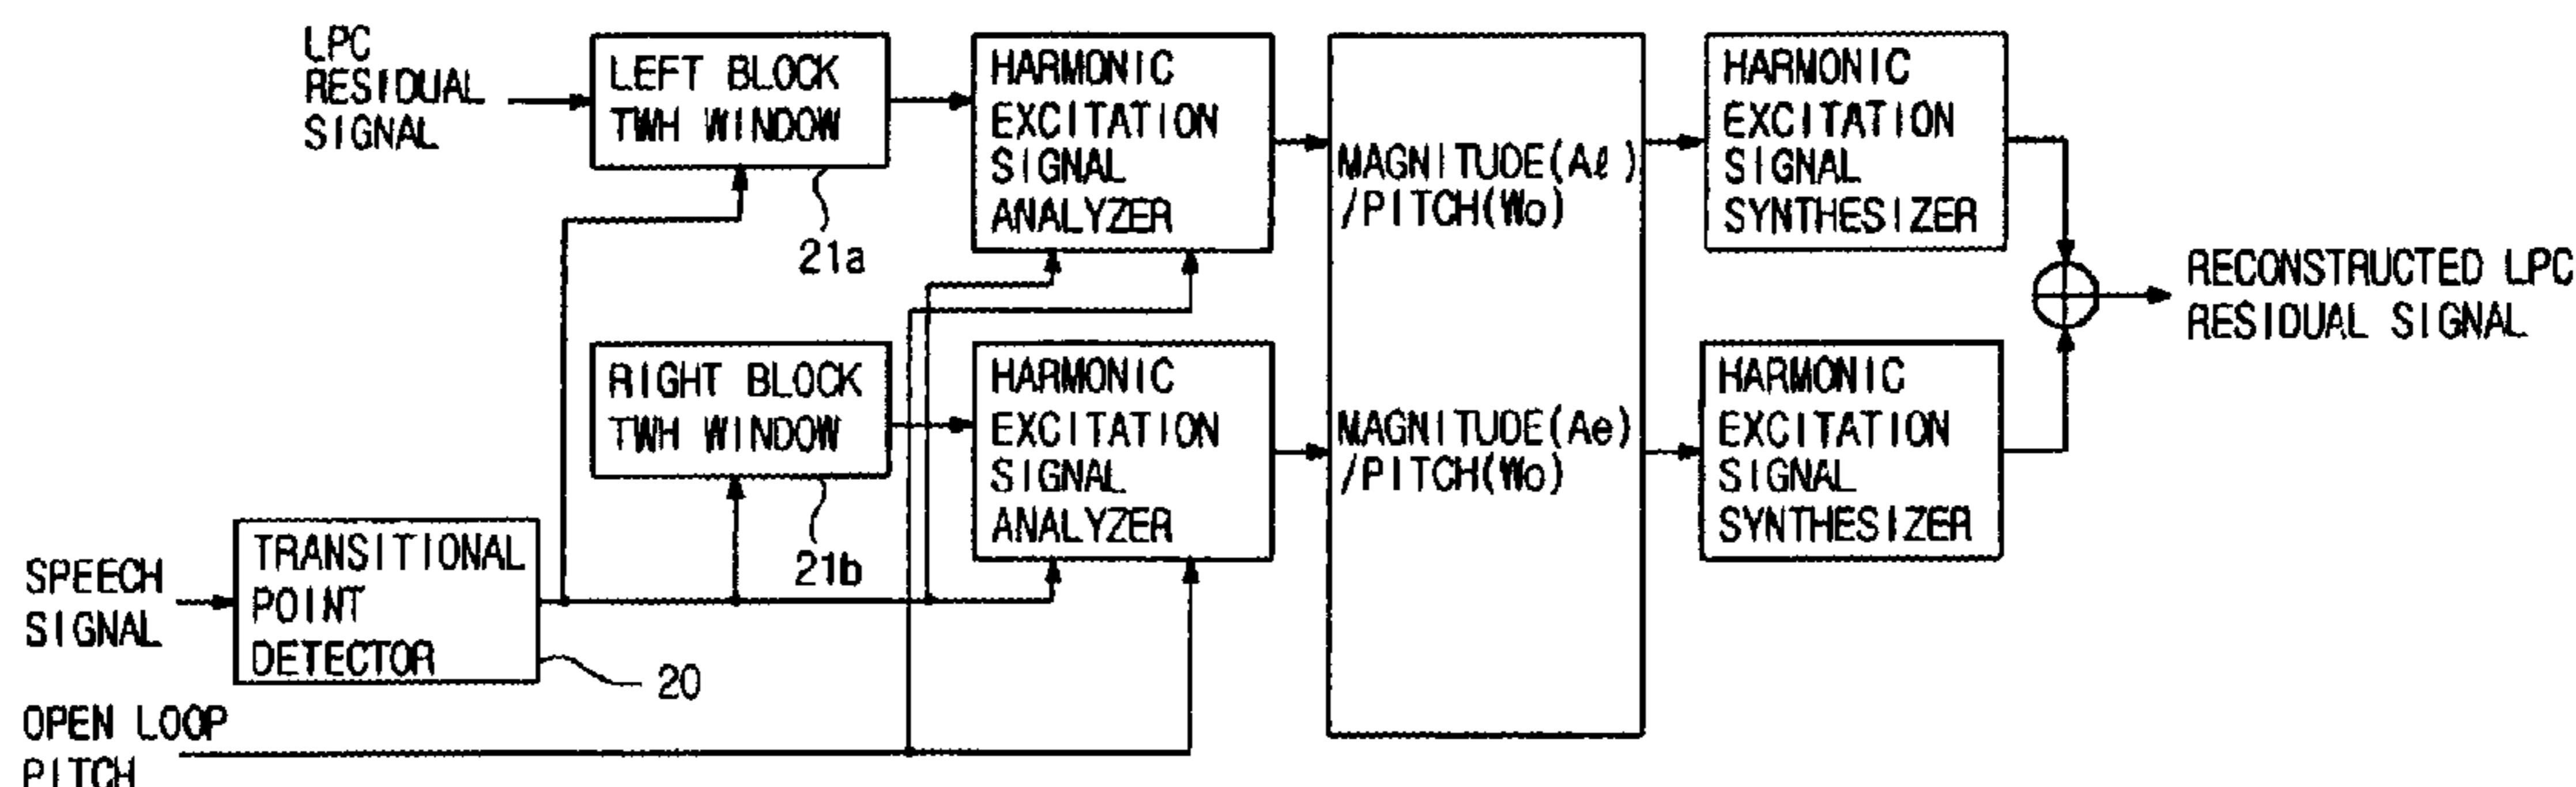 LPC
RESIDUAL
SIGNAL
LEFT BLOCK
TWH WINDOW
21a
HARMONIC
EXCITATION
SIGNAL
ANALYZER
MAGNITUDE(Aℓ)
/PITCH(Wo)
HARMONIC
EXCITATION
SIGNAL
SYNTHESIZER
RECONSTRUCTED LPC
RESIDUAL SIGNAL
RIGHT BLOCK
TWH WINDOW
21b
HARMONIC
EXCITATION
SIGNAL
ANALYZER
MAGNITUDE(Ae)
/PITCH(Wo)
HARMONIC
EXCITATION
SIGNAL
SYNTHESIZER
SPEECH
SIGNAL
TRANSITIONAL
POINT
DETECTOR
20
OPEN LOOP
PITCH